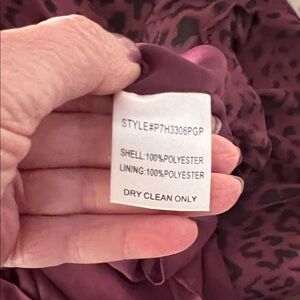 STYLE#P7H3306PGP
SHELL:100%POLYESTER
LINING:100%POLYESTER
DRY CLEAN ONLY